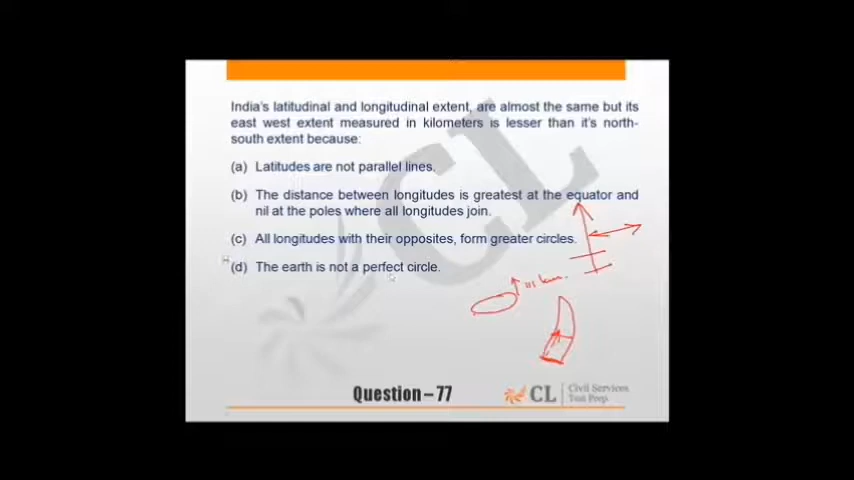 India's latitudinal and longitudinal extent, are almost the same but its
east west extent measured in kilometers is lesser than it's north-
south extent because:
(a) Latitudes are not parallel lines.
(b) The distance between longitudes is greatest at the equator and
nil at the poles where all longitudes join.
(c) All longitudes with their opposites, form greater circles.
(d) The earth is not a perfect circle.
111 km.
CL
Question – 77
CL Civil Services
Test Prep